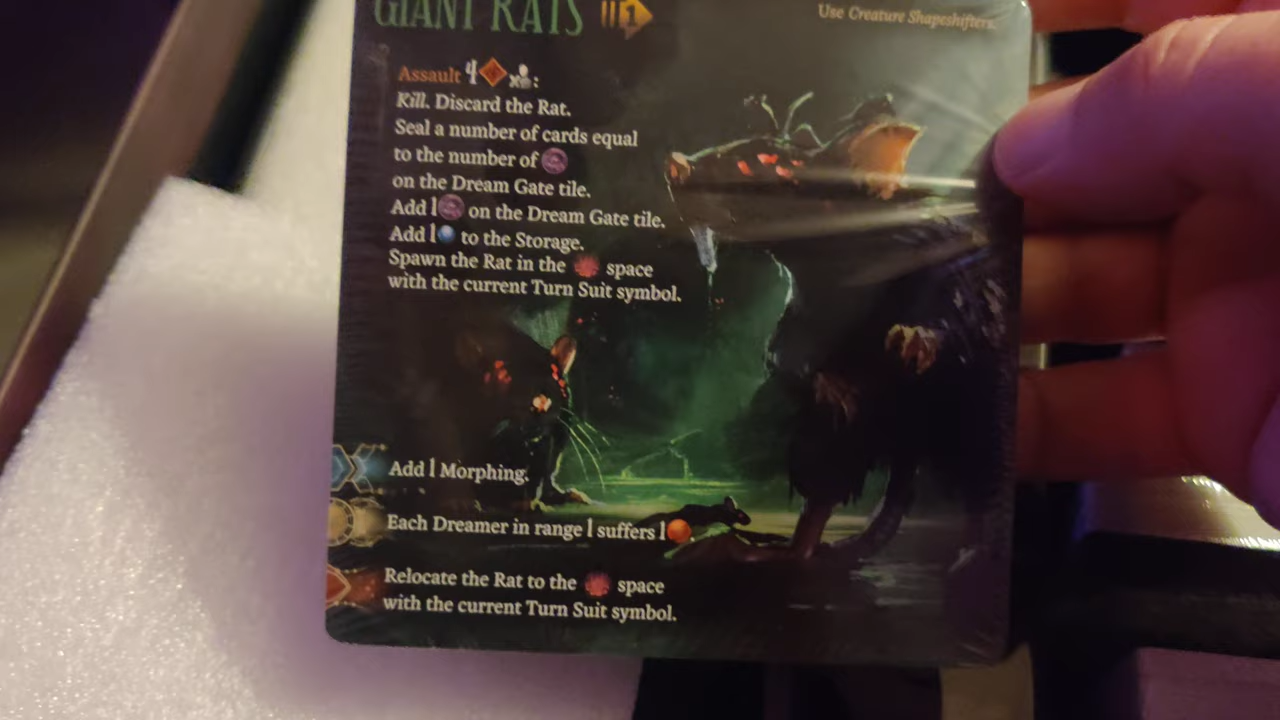 GIANT RATS 1
Use Creature Shapeshifters.
Assault 4 x :
Kill. Discard the Rat.
Seal a number of cards equal
to the number of
on the Dream Gate tile.
Add 1 on the Dream Gate tile.
Add 1 to the Storage.
Spawn the Rat in the space
with the current Turn Suit symbol.
Add 1 Morphing.
Each Dreamer in range 1 suffers 1
Relocate the Rat to the space
with the current Turn Suit symbol.